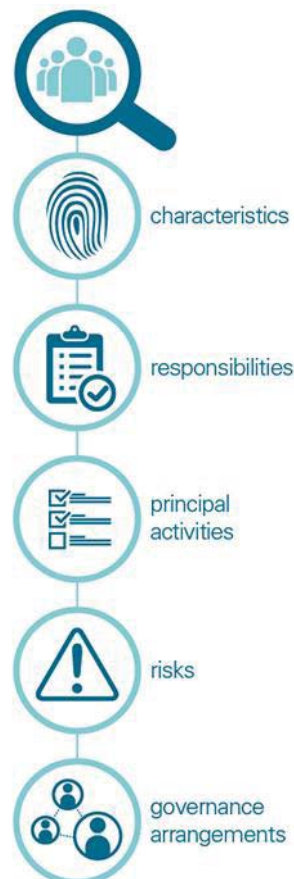 characteristics
responsibilities
principal
activities
risks
governance
arrangements